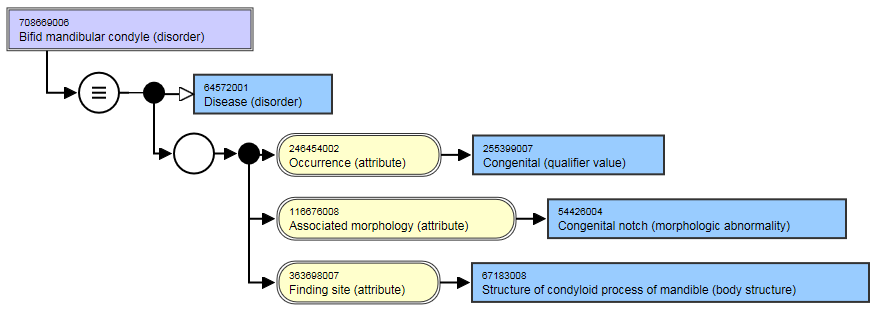 708669006
Bifid mandibular condyle (disorder)
64572001
Disease (disorder)
246454002
Occurrence (attribute)
255399007
Congenital (qualifier value)
116676008
Associated morphology (attribute)
54426004
Congenital notch (morphologic abnormality)
363698007
Finding site (attribute)
67183008
Structure of condyloid process of mandible (body structure)